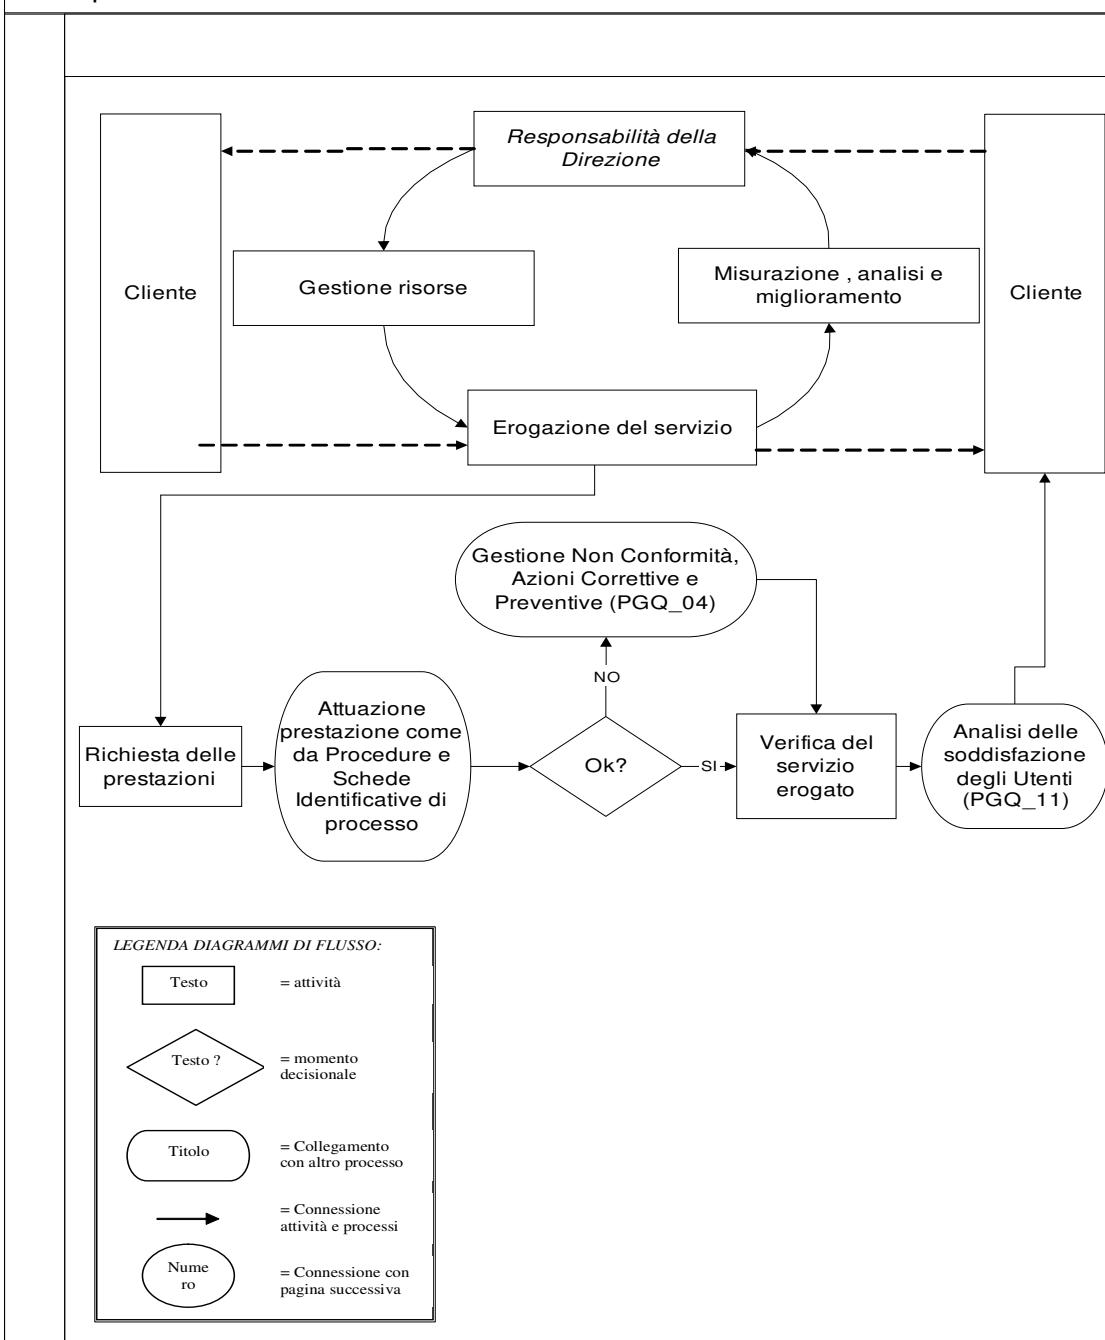 Responsabilità della
Direzione
Cliente
Gestione risorse
Misurazione , analisi e
miglioramento
Cliente
Erogazione del servizio
Gestione Non Conformità,
Azioni Correttive e
Preventive (PGQ_04)
NO
Richiesta delle
prestazioni
Attuazione
prestazione come
da Procedure e
Schede
Identificative di
processo
Ok?
SI
Verifica del
servizio
erogato
Analisi delle
soddisfazione
degli Utenti
(PGQ_11)
LEGENDA DIAGRAMMI DI FLUSSO:
Testo
= attività
Testo ?
= momento
decisionale
Titolo
= Collegamento
con altro processo
= Connessione
attività e processi
Nume
ro
= Connessione con
pagina successiva